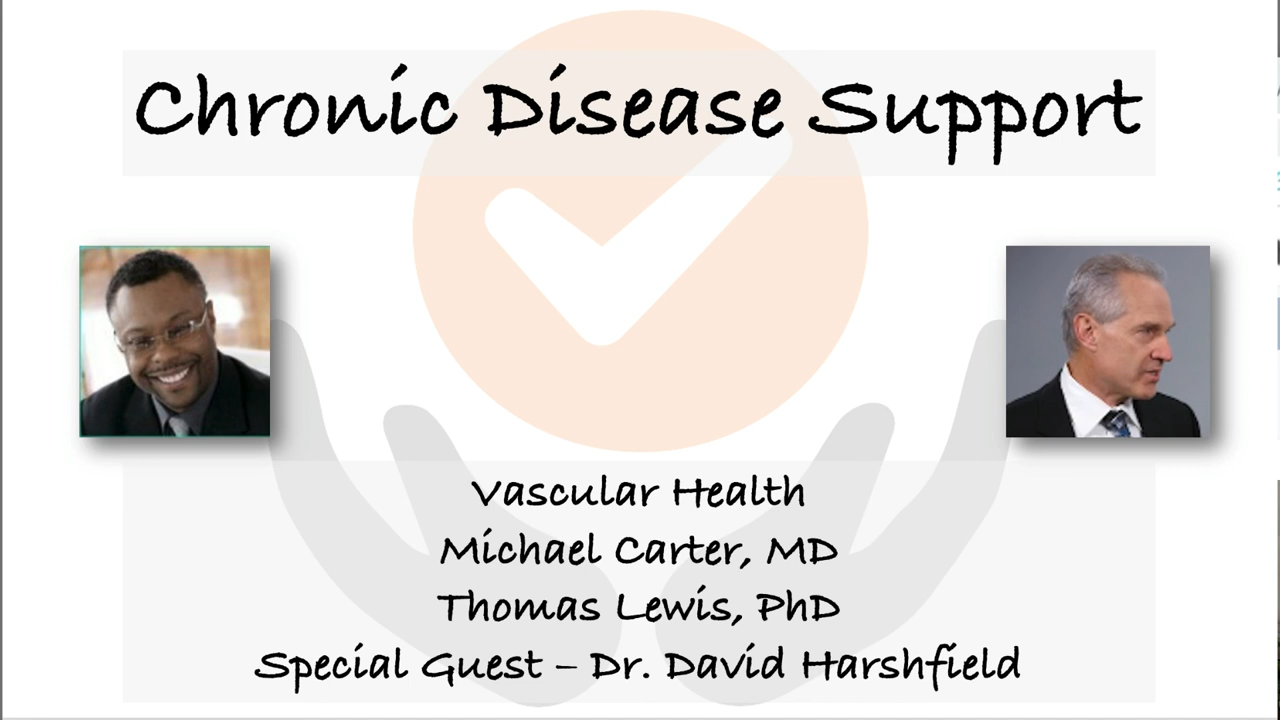 Chronic Disease Support
Vascular Health
Michael Carter, MD
Thomas Lewis, PhD
Special Guest – Dr. David Harshfield